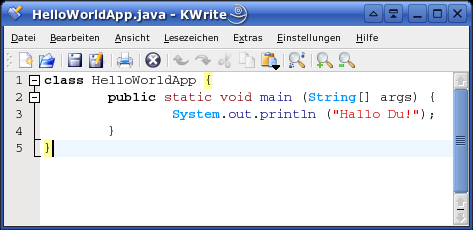 HelloWorldApp.java - KWrite
Datei Bearbeiten Ansicht Lesezeichen Extras Einstellungen Hilfe
1 class HelloWorldApp {
2 public static void main (String[] args) {
3 System.out.println ("Hallo Du!");
4 }
5 }